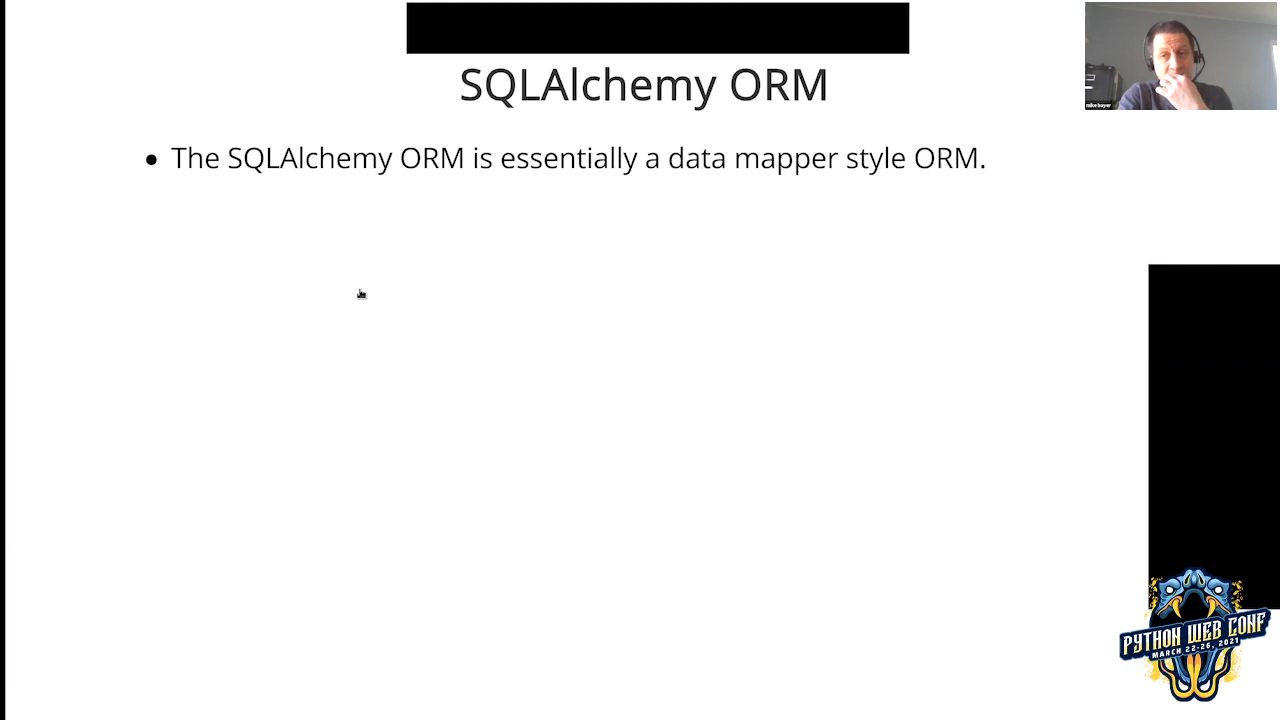 SQLAlchemy ORM
mike bayer
• The SQLAlchemy ORM is essentially a data mapper style ORM.
PYTHON WEB CONF
MARCH 22-26, 2021